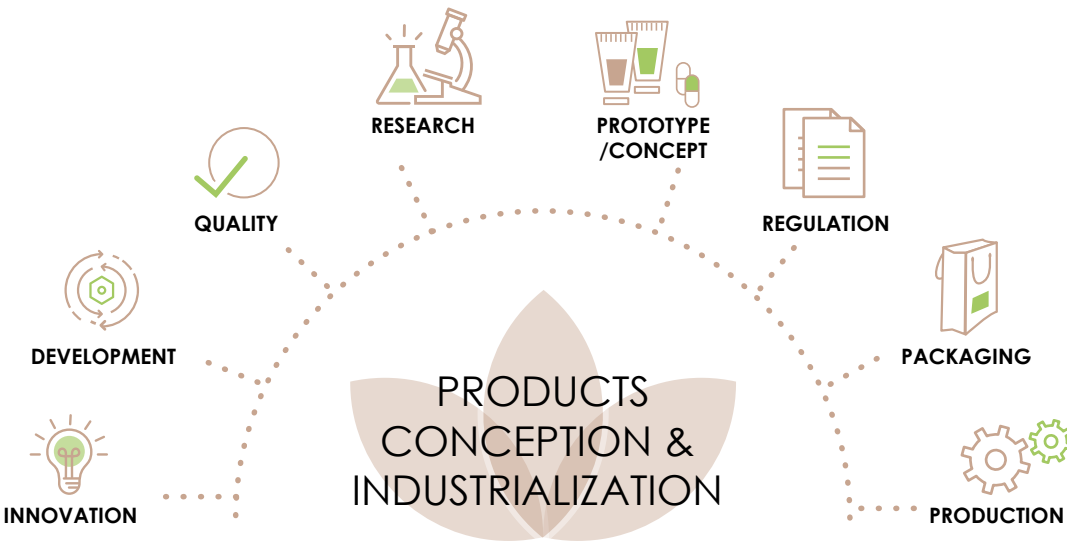 RESEARCH
PROTOTYPE
/CONCEPT
QUALITY
REGULATION
DEVELOPMENT
PACKAGING
PRODUCTS
CONCEPTION &
INDUSTRIALIZATION
INNOVATION
PRODUCTION